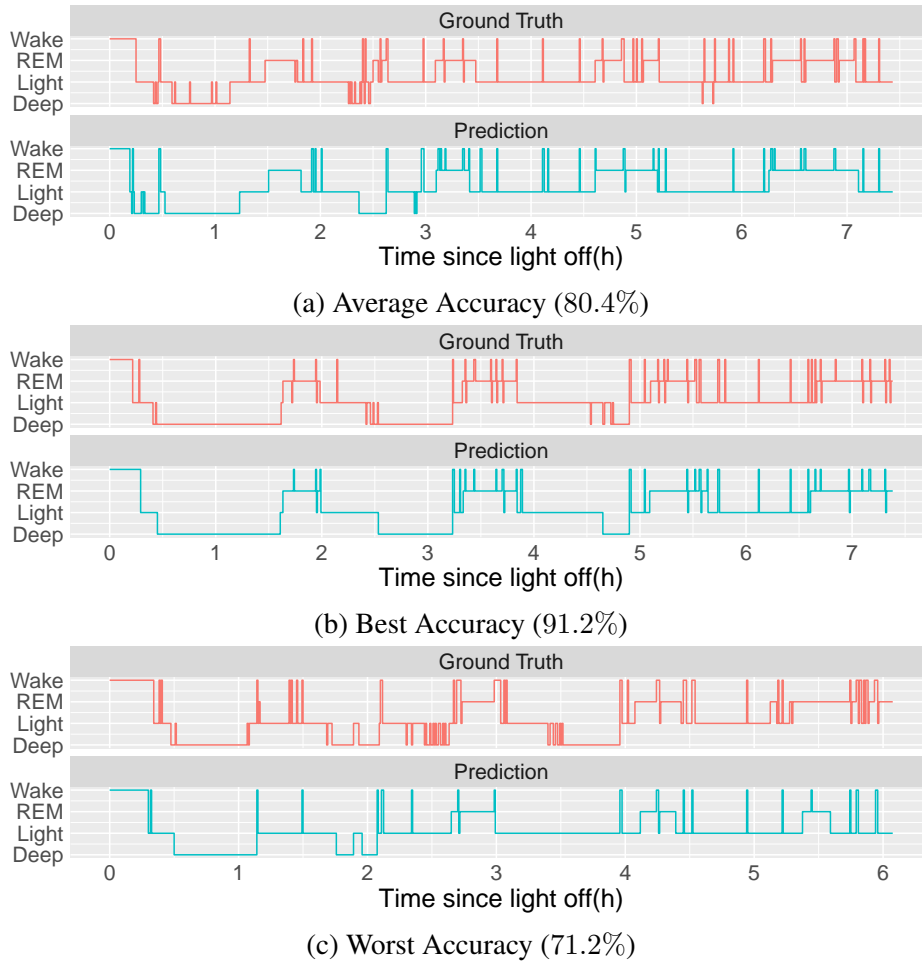 Ground Truth
Wake
REM
Light
Deep
Prediction
Wake
REM
Light
Deep
0 1 2 3 4 5 6 7
Time since light off(h)
(a) Average Accuracy (80.4%)
Ground Truth
Wake
REM
Light
Deep
Prediction
Wake
REM
Light
Deep
0 1 2 3 4 5 6 7
Time since light off(h)
(b) Best Accuracy (91.2%)
Ground Truth
Wake
REM
Light
Deep
Prediction
Wake
REM
Light
Deep
0 1 2 3 4 5 6
Time since light off(h)
(c) Worst Accuracy (71.2%)